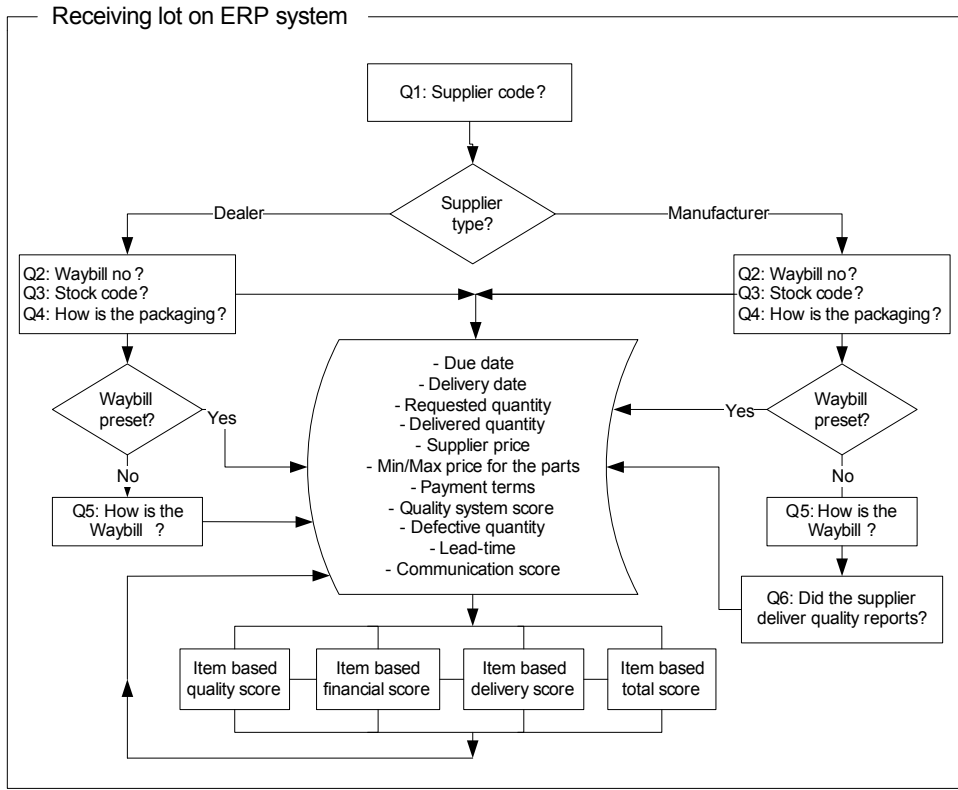 Receiving lot on ERP system
Q1: Supplier code?
Supplier
type?
Dealer
Manufacturer
Q2: Waybill no?
Q3: Stock code?
Q4: How is the packaging?
Q2: Waybill no?
Q3: Stock code?
Q4: How is the packaging?
Waybill
preset?
Yes
No
Q5: How is the
Waybill ?
- Due date
- Delivery date
- Requested quantity
- Delivered quantity
- Supplier price
- Min/Max price for the parts
- Payment terms
- Quality system score
- Defective quantity
- Lead-time
- Communication score
Waybill
preset?
Yes
No
Q5: How is the
Waybill ?
Q6: Did the supplier
deliver quality reports?
Item based
quality score
Item based
financial score
Item based
delivery score
Item based
total score